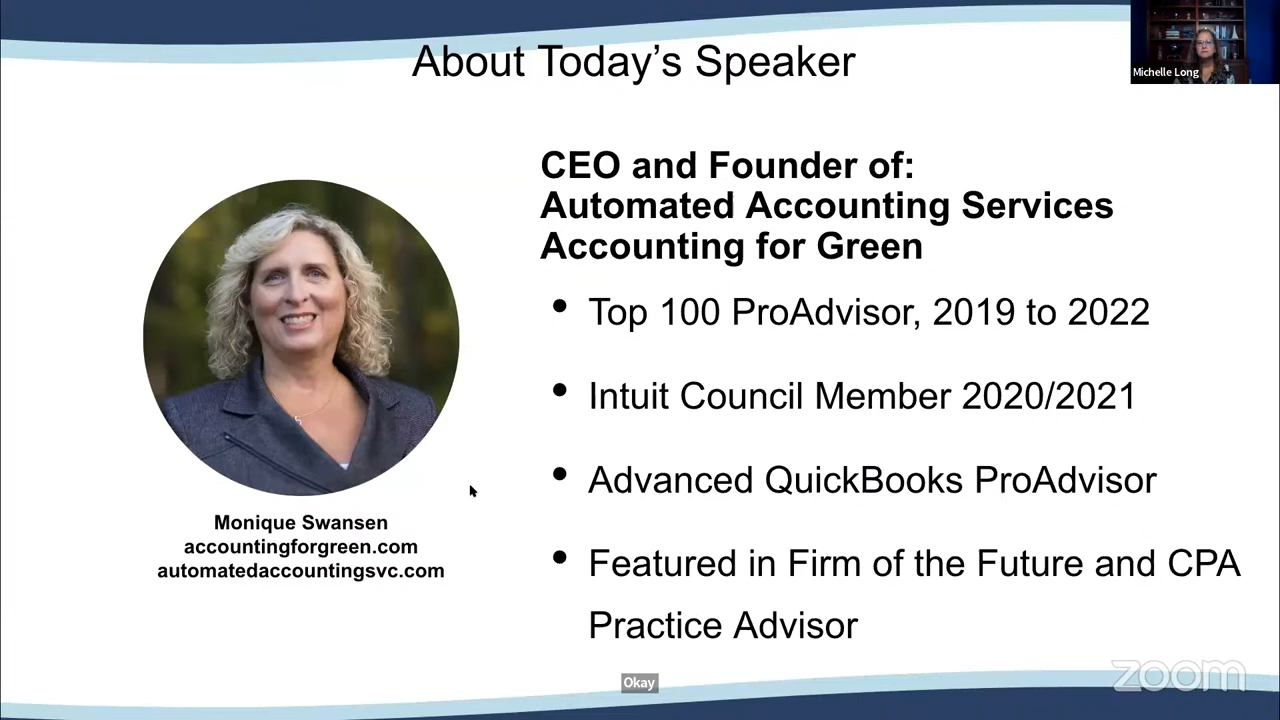 About Today's Speaker
Michelle Long
CEO and Founder of:
Automated Accounting Services
Accounting for Green
• Top 100 ProAdvisor, 2019 to 2022
• Intuit Council Member 2020/2021
• Advanced QuickBooks ProAdvisor
• Featured in Firm of the Future and CPA
Practice Advisor
Monique Swansen
accountingforgreen.com
automatedaccountingsvc.com
Okay
zoom